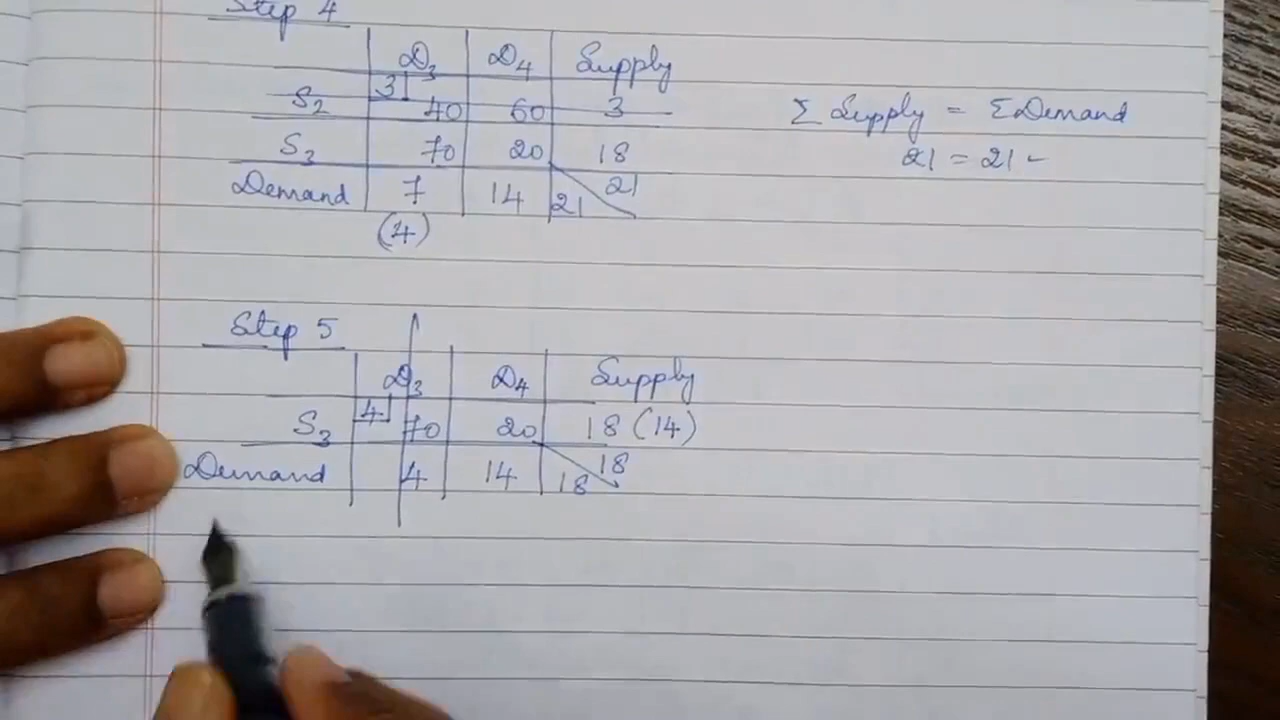 Step 4
D3 D4 Supply
S2 3 40 60 3
Σ Supply = Σ Demand
S3 70 20 18
21 = 21
Demand 7 14 21 21
(4)
Step 5
D3 D4 Supply
S3 4 70 20 18 (14)
Demand 4 14 18 18